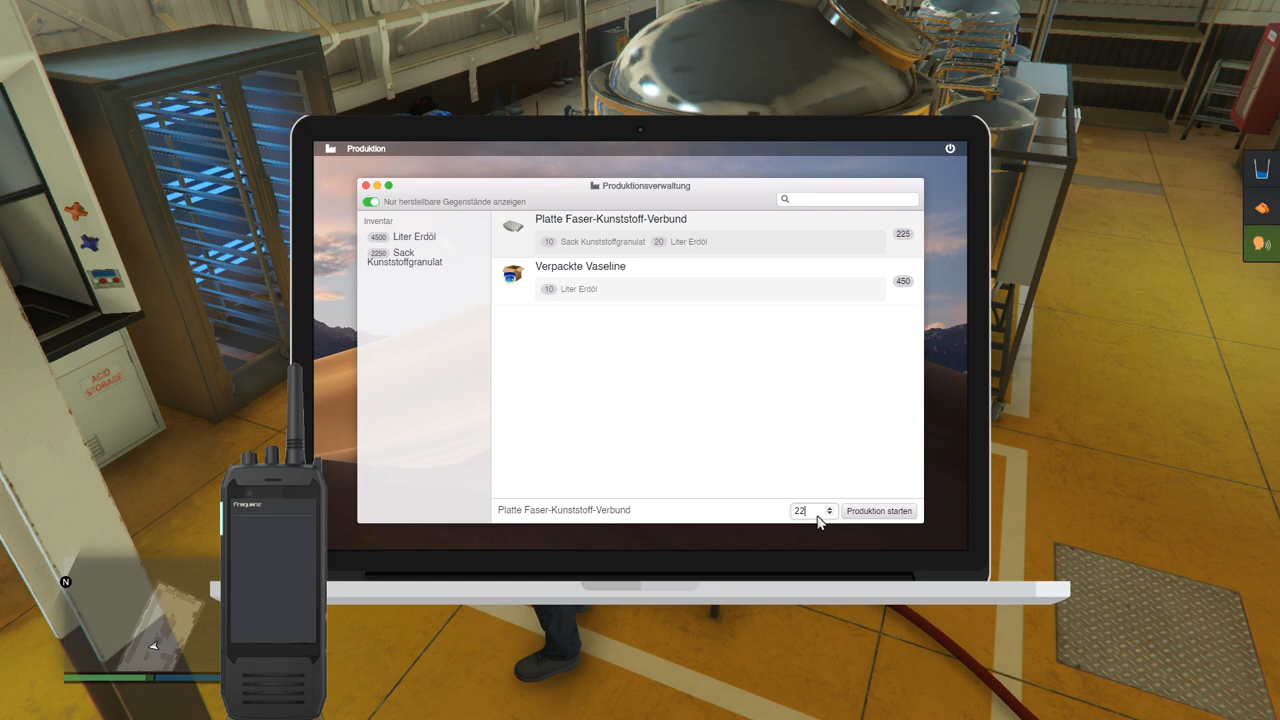 Produktion
Produktionsverwaltung
Nur herstellbare Gegenstände anzeigen
Inventar
4500 Liter Erdöl
2250 Sack
Kunststoffgranulat
Platte Faser-Kunststoff-Verbund
10 Sack Kunststoffgranulat 20 Liter Erdöl
225
Verpackte Vaseline
10 Liter Erdöl
450
Platte Faser-Kunststoff-Verbund
22
Produktion starten
ACID
STORAGE
Frequenz
N